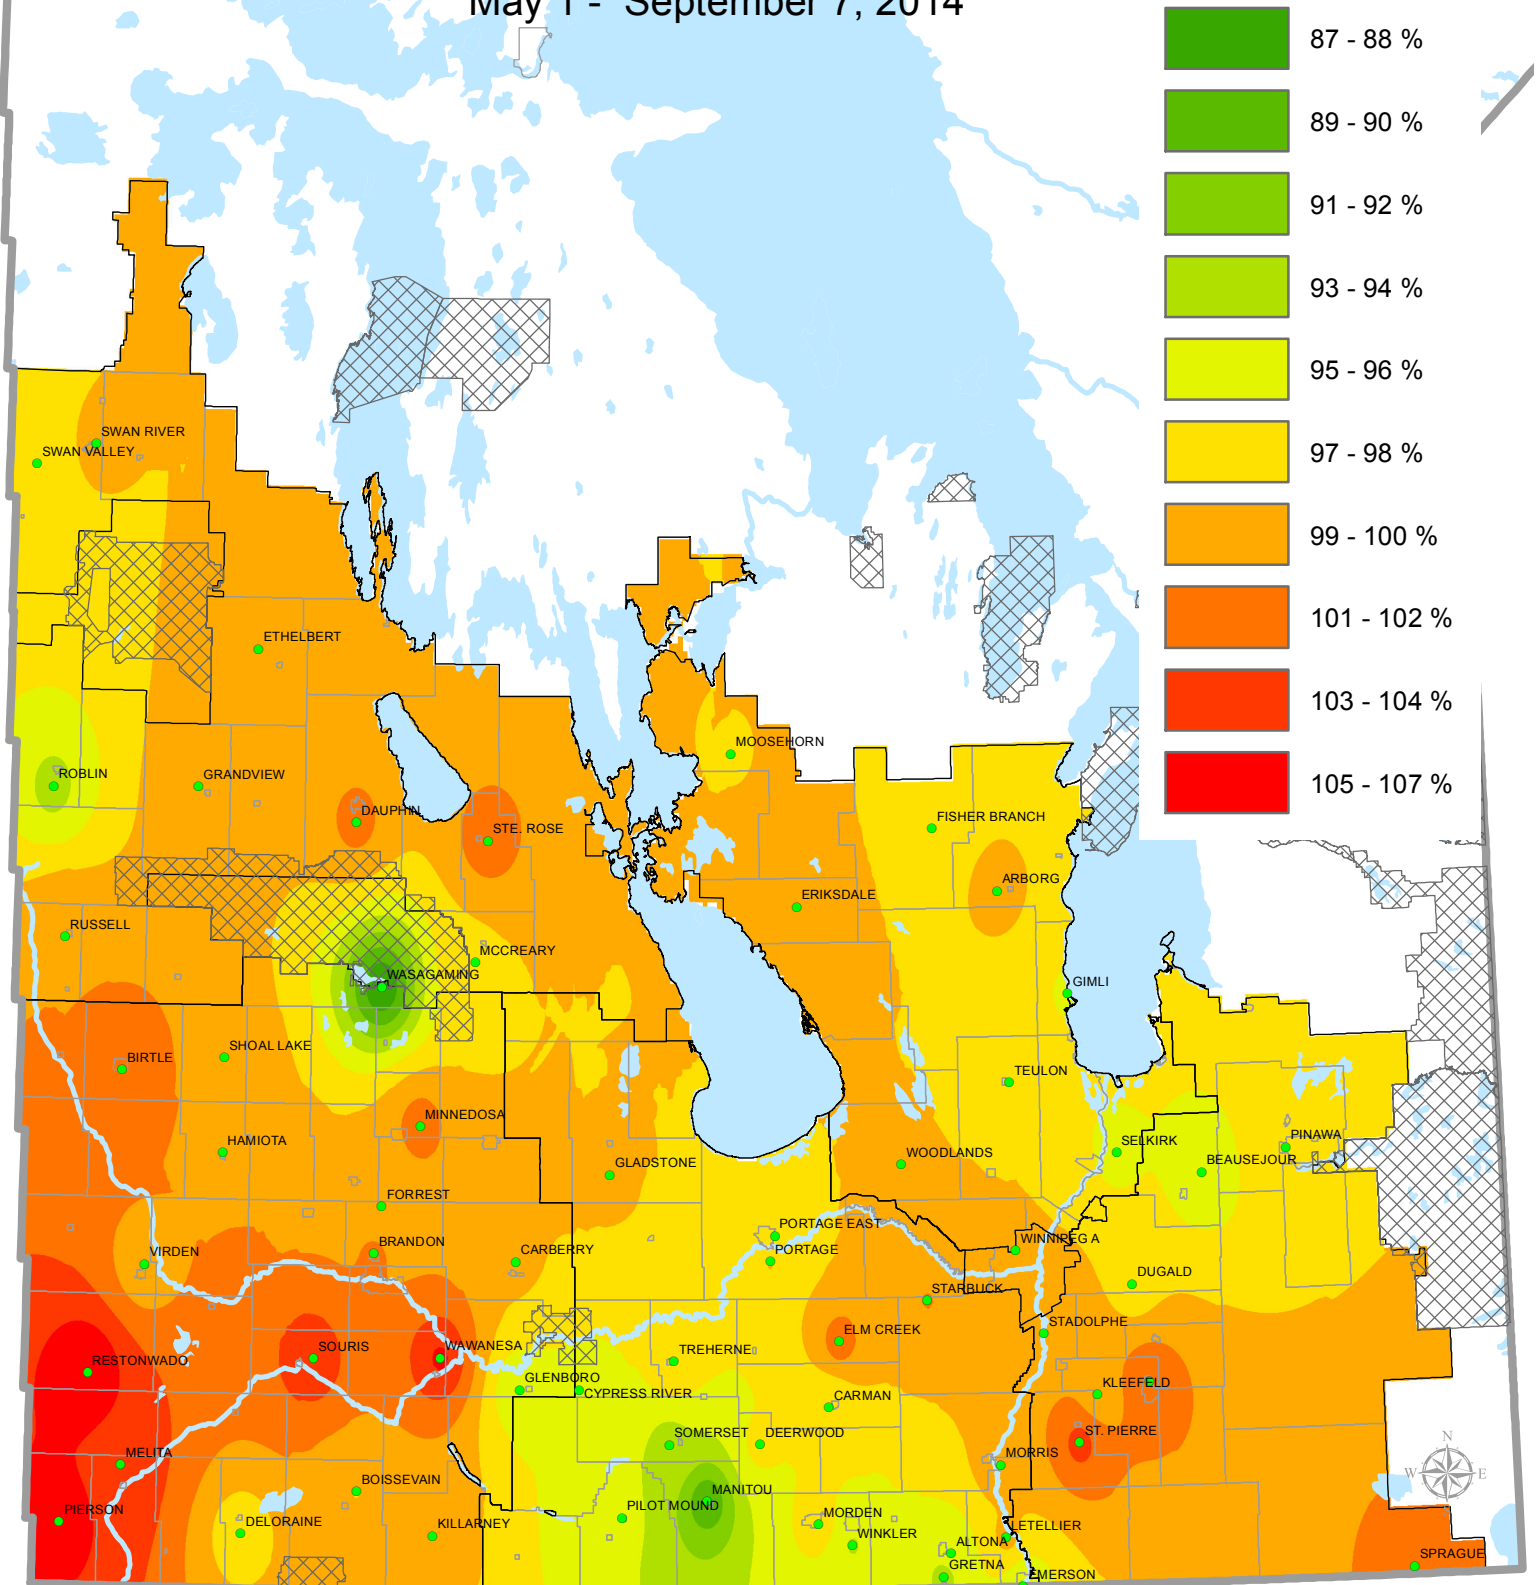 May 1 - September 7, 2014
87 - 88 %
89 - 90 %
91 - 92 %
93 - 94 %
95 - 96 %
97 - 98 %
99 - 100 %
101 - 102 %
103 - 104 %
105 - 107 %
SWAN RIVER
SWAN VALLEY
ETHELBERT
MOOSEHORN
ROBLIN
GRANDVIEW
DAUPHIN
STE. ROSE
FISHER BRANCH
ARBORG
ERIKSDALE
RUSSELL
MCCREARY
WASAGAMING
GIMLI
BIRTLE
SHOAL LAKE
TEULON
MINNEDOSA
HAMIOTA
GLADSTONE
WOODLANDS
SELKIRK
PINAWA
BEAUSEJOUR
FORREST
PORTAGE EAST
VIRDEN
BRANDON
CARBERRY
PORTAGE
WINNIPEG A
DUGALD
STARBUCK
STADOLPHE
ELM CREEK
RESTONWADO
SOURIS
WAWANESA
TREHERNE
GLENBORO
CYPRESS RIVER
CARMAN
KLEEFELD
SOMERSET
DEERWOOD
ST. PIERRE
MELITA
MORRIS
BOISSEVAIN
MANITOU
PIERSON
DELORAINE
KILLARNEY
PILOT MOUND
MORDEN
WINKLER
LETELLIER
ALTONA
GRETNA
EMERSON
SPRAGUE
N
W
E